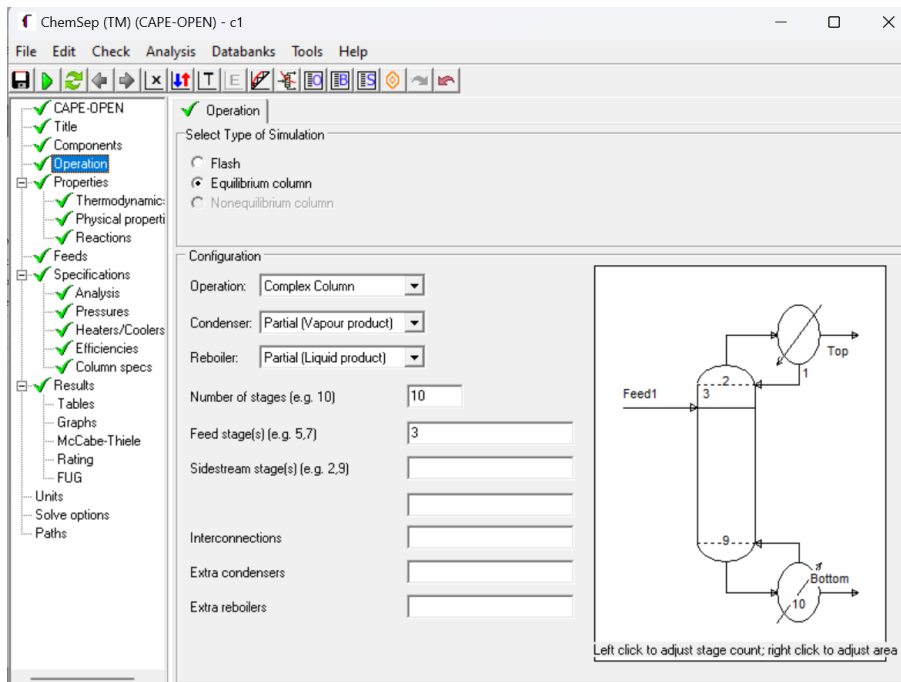 ChemSep (TM) (CAPE-OPEN) - c1
File Edit Check Analysis Databanks Tools Help
T E O B S
CAPE-OPEN
Title
Components
Operation
Properties
Thermodynamic
Physical properti
Reactions
Feeds
Specifications
Analysis
Pressures
Heaters/Coolers
Efficiencies
Column specs
Results
Tables
Graphs
McCabe-Thiele
Rating
FUG
Units
Solve options
Paths
Operation
Select Type of Simulation
Flash
Equilibrium column
Nonequilibrium column
Configuration
Operation: Complex Column
Condenser: Partial (Vapour product)
Reboiler: Partial (Liquid product)
Number of stages (e.g. 10) 10
Feed stage(s) (e.g. 5,7) 3
Sidestream stage(s) (e.g. 2,9)
Interconnections
Extra condensers
Extra reboilers
Top
1
2
Feed1
3
9
Bottom
10
Left click to adjust stage count; right click to adjust area